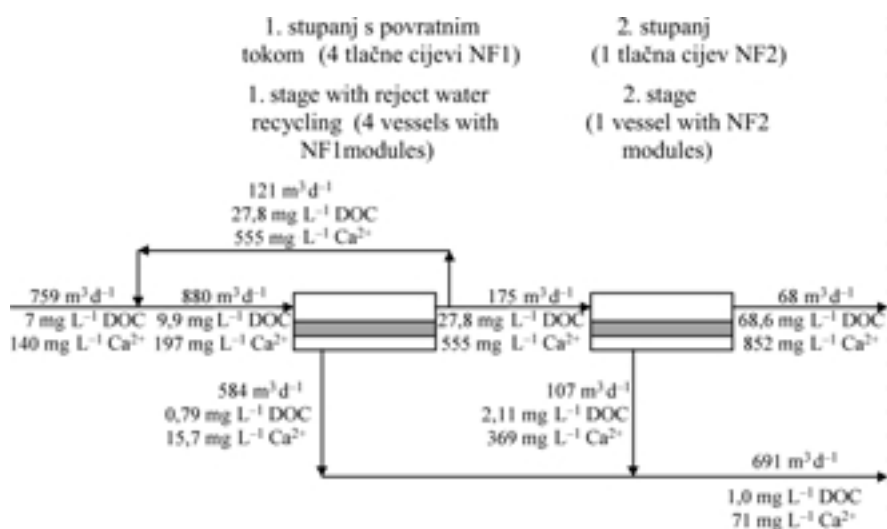 1. stupanj s povratnim
tokom (4 tlačne cijevi NF1)
2. stupanj
(1 tlačna cijev NF2)
1. stage with reject water
recycling (4 vessels with
NF1modules)
2. stage
(1 vessel with NF2
modules)
121 m³d⁻¹
27,8 mg L⁻¹ DOC
555 mg L⁻¹ Ca²⁺
759 m³d⁻¹
7 mg L⁻¹ DOC
140 mg L⁻¹ Ca²⁺
880 m³d⁻¹
9,9 mg L⁻¹ DOC
197 mg L⁻¹ Ca²⁺
175 m³d⁻¹
27,8 mg L⁻¹ DOC
555 mg L⁻¹ Ca²⁺
68 m³d⁻¹
68,6 mg L⁻¹ DOC
852 mg L⁻¹ Ca²⁺
584 m³d⁻¹
0,79 mg L⁻¹ DOC
15,7 mg L⁻¹ Ca²⁺
107 m³d⁻¹
2,11 mg L⁻¹ DOC
369 mg L⁻¹ Ca²⁺
691 m³d⁻¹
1,0 mg L⁻¹ DOC
71 mg L⁻¹ Ca²⁺